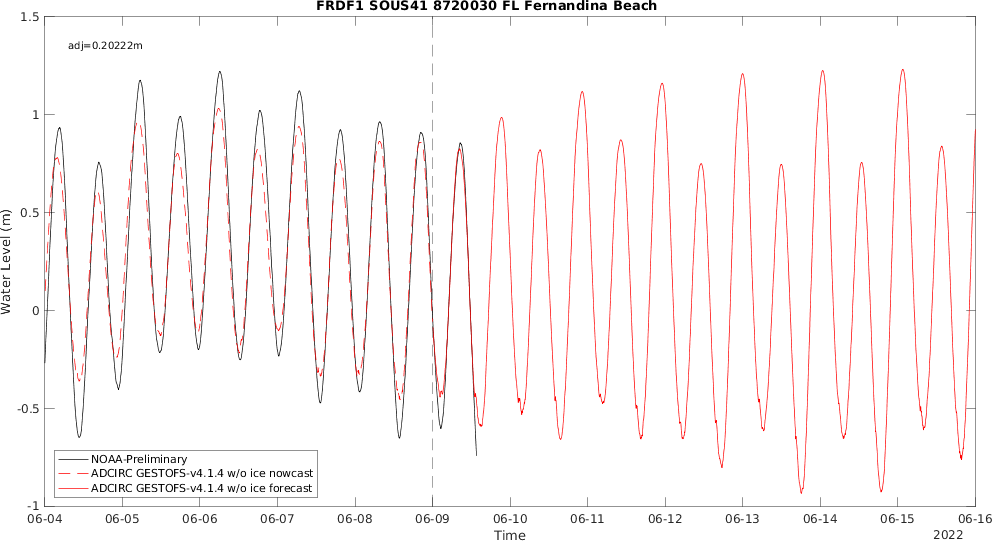 FRDF1 SOUS41 8720030 FL Fernandina Beach
1.5
adj=0.20222m
1
0.5
0
-0.5
-1
Water Level (m)
NOAA-Preliminary
ADCIRC GESTOFS-v4.1.4 w/o ice nowcast
ADCIRC GESTOFS-v4.1.4 w/o ice forecast
06-04 06-05 06-06 06-07 06-08 06-09 06-10 06-11 06-12 06-13 06-14 06-15 06-16
Time
2022